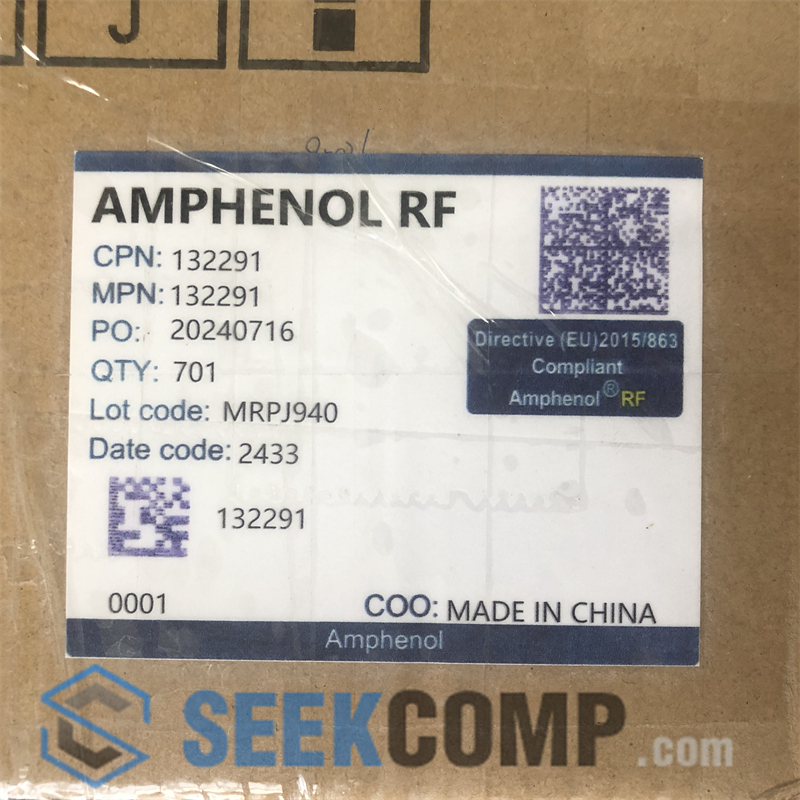 AMPHENOL RF
CPN: 132291
MPN: 132291
PO: 20240716
QTY: 701
Lot code: MRPJ940
Date code: 2433
Directive (EU)2015/863
Compliant
Amphenol® RF
132291
0001
COO: MADE IN CHINA
Amphenol
SEEKCOMP.com